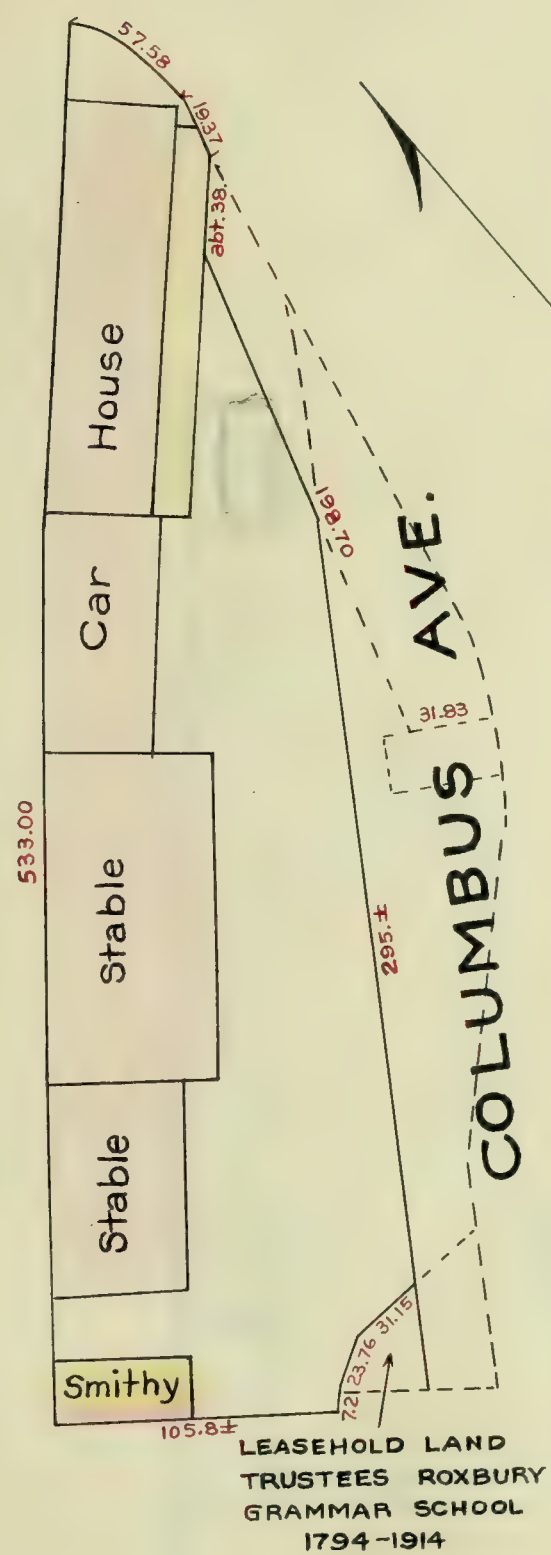 57.58
19.37
abt. 38.
House
198.70
Car
31.83
533.00
Stable
295.±
COLUMBUS AVE.
Stable
31.15
23.76
7.21
Smithy
105.8±
LEASEHOLD LAND
TRUSTEES ROXBURY
GRAMMAR SCHOOL
1794-1914